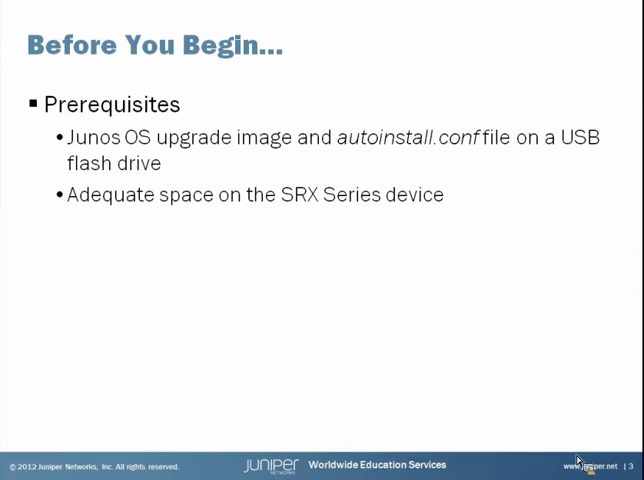 Before You Begin...
▪ Prerequisites
•Junos OS upgrade image and autoinstall.conf file on a USB
flash drive
•Adequate space on the SRX Series device
© 2012 Juniper Networks, Inc. All rights reserved.
JUNIPER
NETWORKS
Worldwide Education Services
www.juniper.net | 3